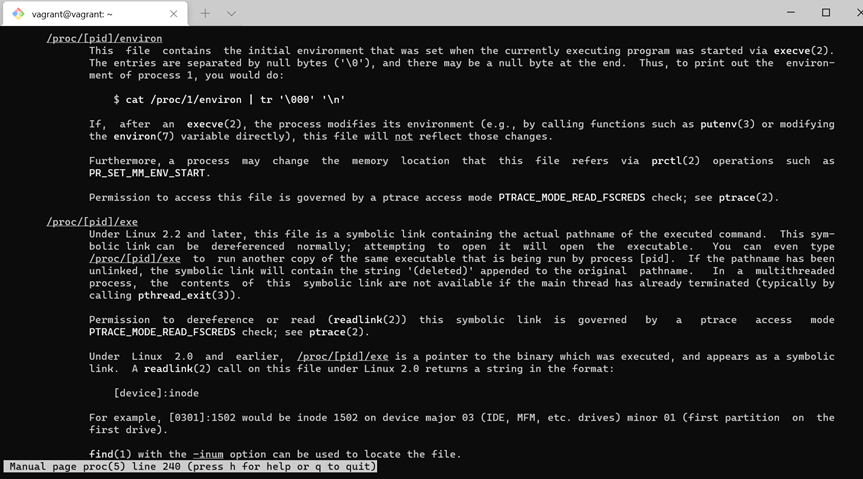 vagrant@vagrant: ~
/proc/[pid]/environ
This file contains the initial environment that was set when the currently executing program was started via execve(2).
The entries are separated by null bytes ('\0'), and there may be a null byte at the end. Thus, to print out the environ-
ment of process 1, you would do:
$ cat /proc/1/environ | tr '\000' '\n'
If, after an execve(2), the process modifies its environment (e.g., by calling functions such as putenv(3) or modifying
the environ(7) variable directly), this file will not reflect those changes.
Furthermore, a process may change the memory location that this file refers via prctl(2) operations such as
PR_SET_MM_ENV_START.
Permission to access this file is governed by a ptrace access mode PTRACE_MODE_READ_FSCREDS check; see ptrace(2).
/proc/[pid]/exe
Under Linux 2.2 and later, this file is a symbolic link containing the actual pathname of the executed command. This sym-
bolic link can be dereferenced normally; attempting to open it will open the executable. You can even type
/proc/[pid]/exe to run another copy of the same executable that is being run by process [pid]. If the pathname has been
unlinked, the symbolic link will contain the string '(deleted)' appended to the original pathname. In a multithreaded
process, the contents of this symbolic link are not available if the main thread has already terminated (typically by
calling pthread_exit(3)).
Permission to dereference or read (readlink(2)) this symbolic link is governed by a ptrace access mode
PTRACE_MODE_READ_FSCREDS check; see ptrace(2).
Under Linux 2.0 and earlier, /proc/[pid]/exe is a pointer to the binary which was executed, and appears as a symbolic
link. A readlink(2) call on this file under Linux 2.0 returns a string in the format:
[device]:inode
For example, [0301]:1502 would be inode 1502 on device major 03 (IDE, MFM, etc. drives) minor 01 (first partition on the
first drive).
find(1) with the -inum option can be used to locate the file.
Manual page proc(5) line 240 (press h for help or q to quit)